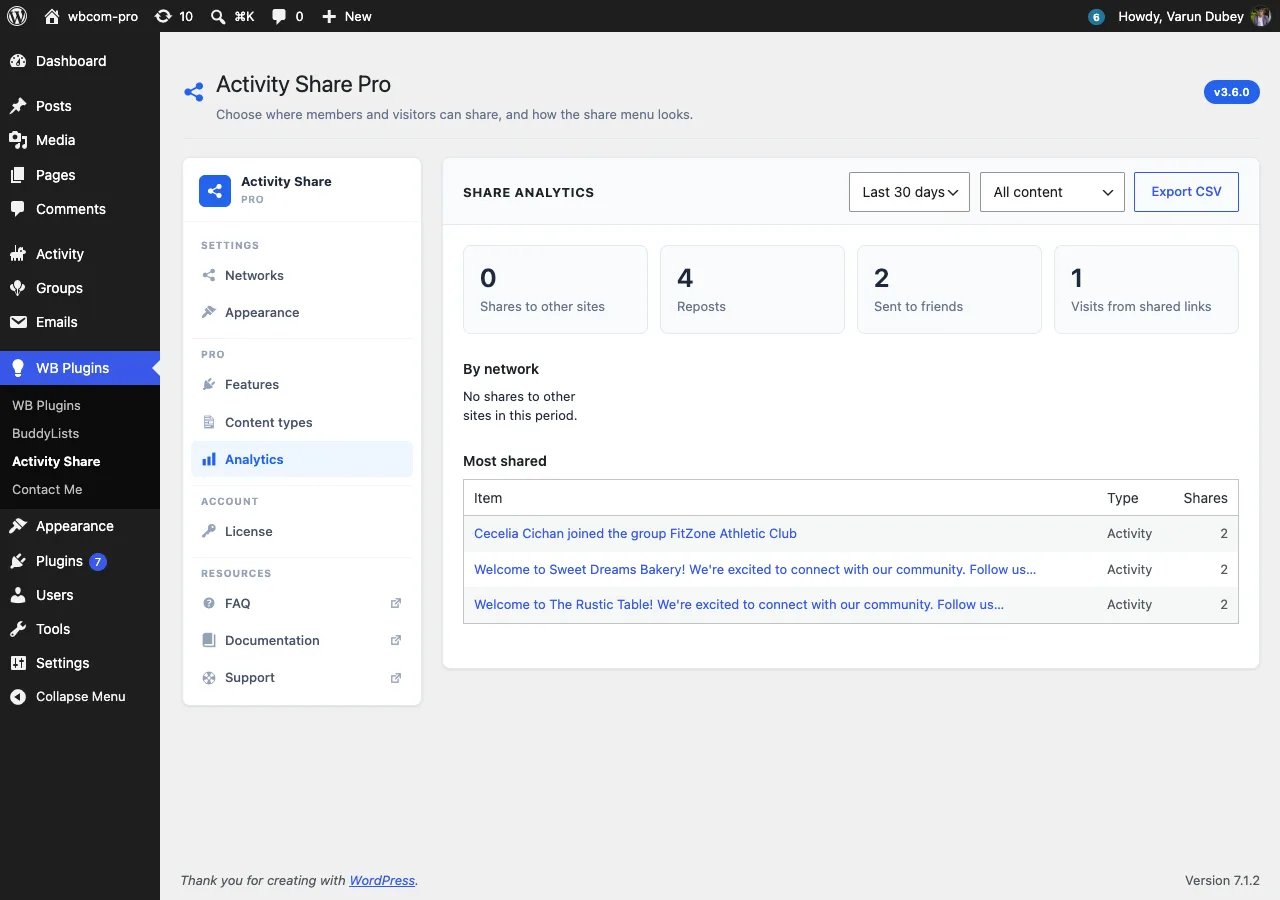 wbcom-pro
10
⌘K
0
New
6
Howdy, Varun Dubey
Dashboard
Posts
Media
Pages
Comments
Activity
Groups
Emails
WB Plugins
WB Plugins
BuddyLists
Activity Share
Contact Me
Appearance
Plugins 7
Users
Tools
Settings
Collapse Menu
Activity Share Pro
Choose where members and visitors can share, and how the share menu looks.
v3.6.0
Activity Share
PRO
SETTINGS
Networks
Appearance
PRO
Features
Content types
Analytics
ACCOUNT
License
RESOURCES
FAQ
Documentation
Support
SHARE ANALYTICS
Last 30 days
All content
Export CSV
0
Shares to other sites
4
Reposts
2
Sent to friends
1
Visits from shared links
By network
No shares to other
sites in this period.
Most shared
Item Type Shares
Cecelia Cichan joined the group FitZone Athletic Club Activity 2
Welcome to Sweet Dreams Bakery! We're excited to connect with our community. Follow us... Activity 2
Welcome to The Rustic Table! We're excited to connect with our community. Follow us... Activity 2
Thank you for creating with WordPress.
Version 7.1.2